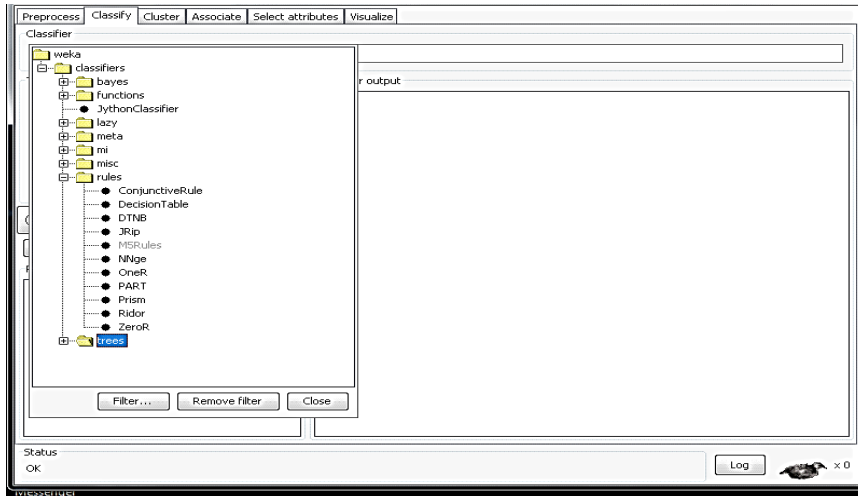 Preprocess Classify Cluster Associate Select attributes Visualize
Classifier
weka
classifiers
r output
bayes
functions
JythonClassifier
lazy
meta
mi
misc
rules
ConjunctiveRule
DecisionTable
DTNB
JRip
M5Rules
NNge
OneR
PART
Prism
Ridor
ZeroR
trees
Filter... Remove filter Close
Status
OK
Log x 0
Messenger